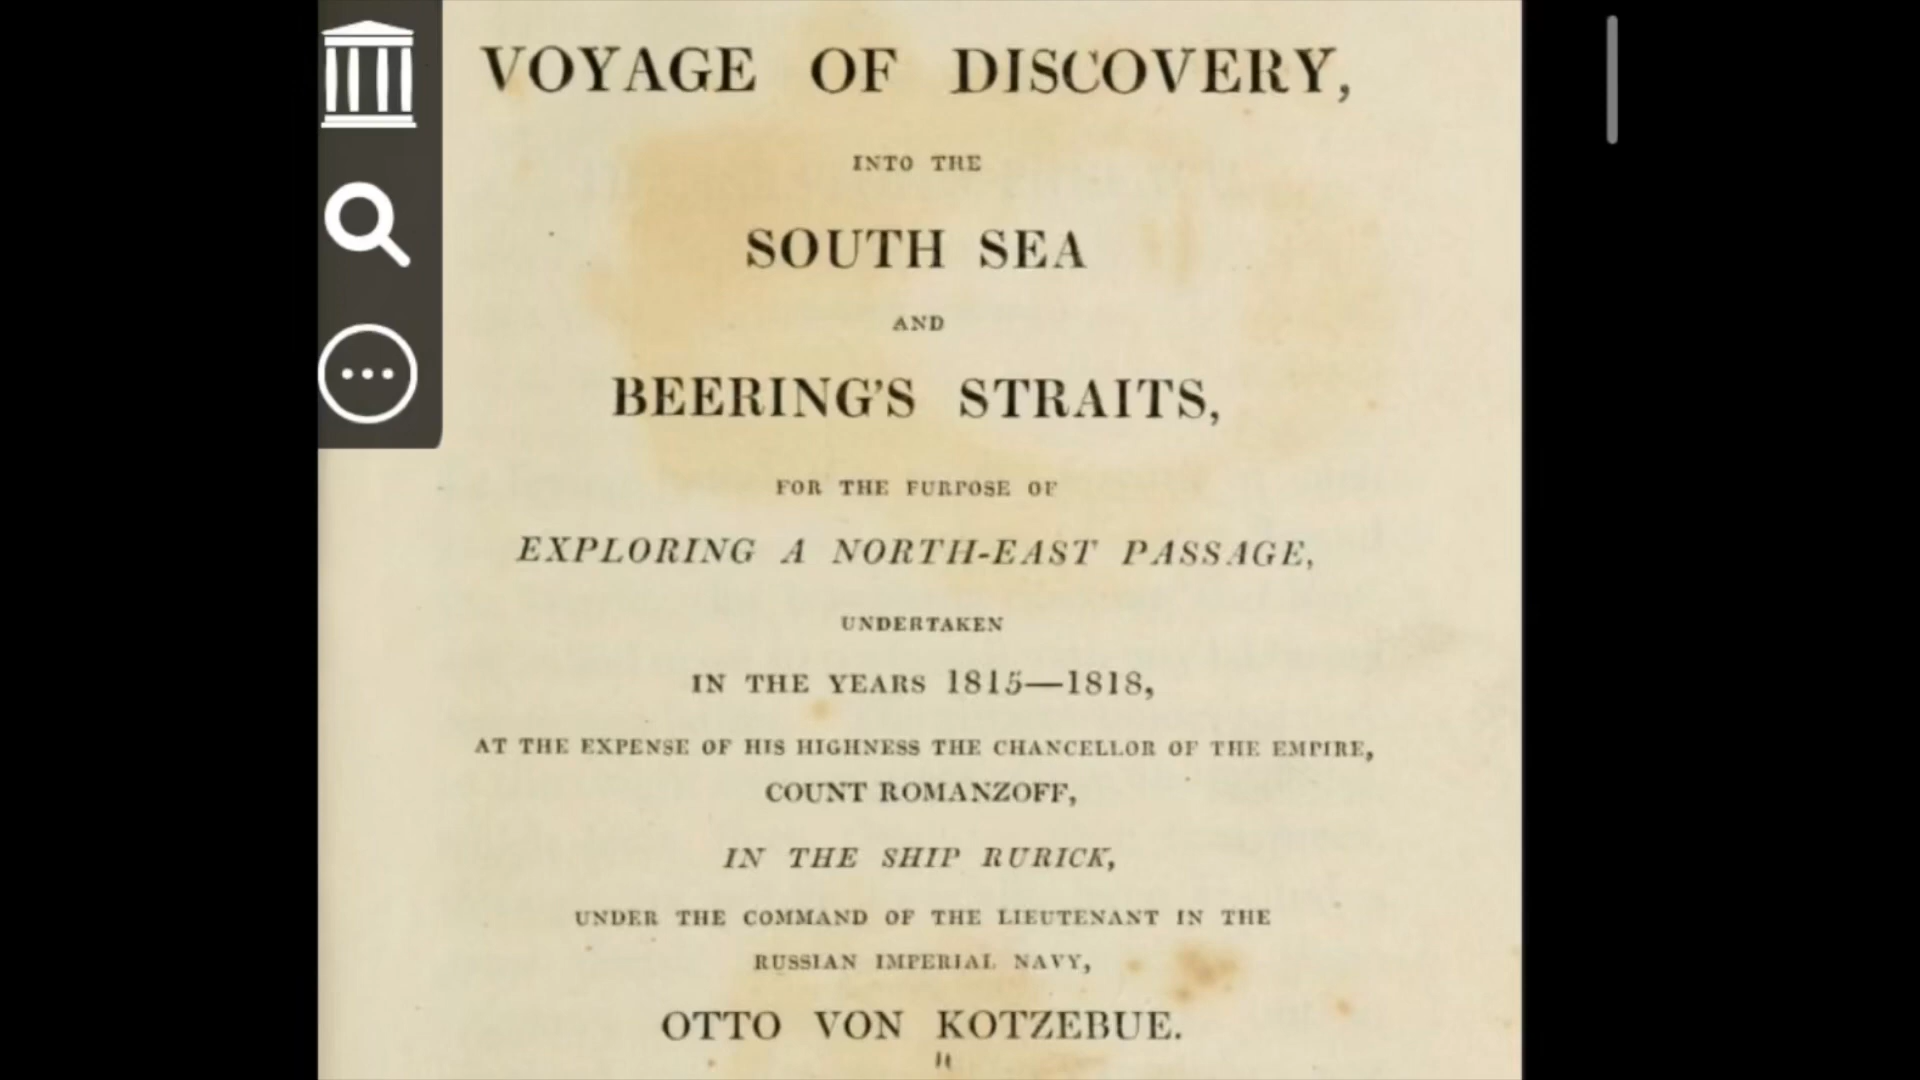 VOYAGE OF DISCOVERY,
INTO THE
SOUTH SEA
AND
BEERING'S STRAITS,
FOR THE PURPOSE OF
EXPLORING A NORTH-EAST PASSAGE,
UNDERTAKEN
IN THE YEARS 1815—1818,
AT THE EXPENSE OF HIS HIGHNESS THE CHANCELLOR OF THE EMPIRE,
COUNT ROMANZOFF,
IN THE SHIP RURICK,
UNDER THE COMMAND OF THE LIEUTENANT IN THE
RUSSIAN IMPERIAL NAVY,
OTTO VON KOTZEBUE.